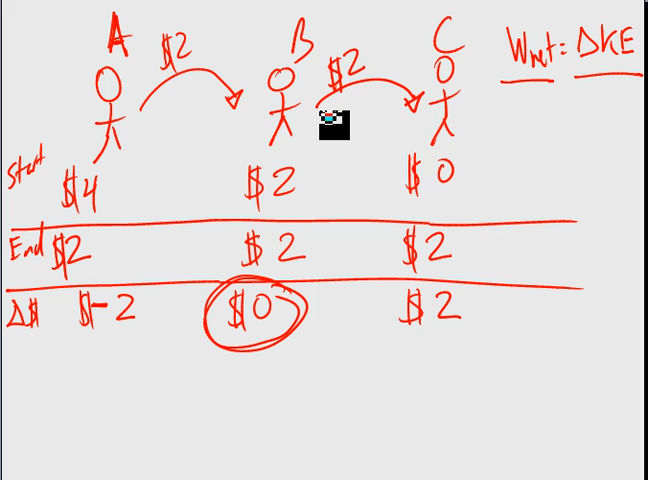 A B C
$2 $2
Wnet = ΔKE
Start $4 $2 $0
End $2 $2 $2
Δ$ $-2 $0 $2